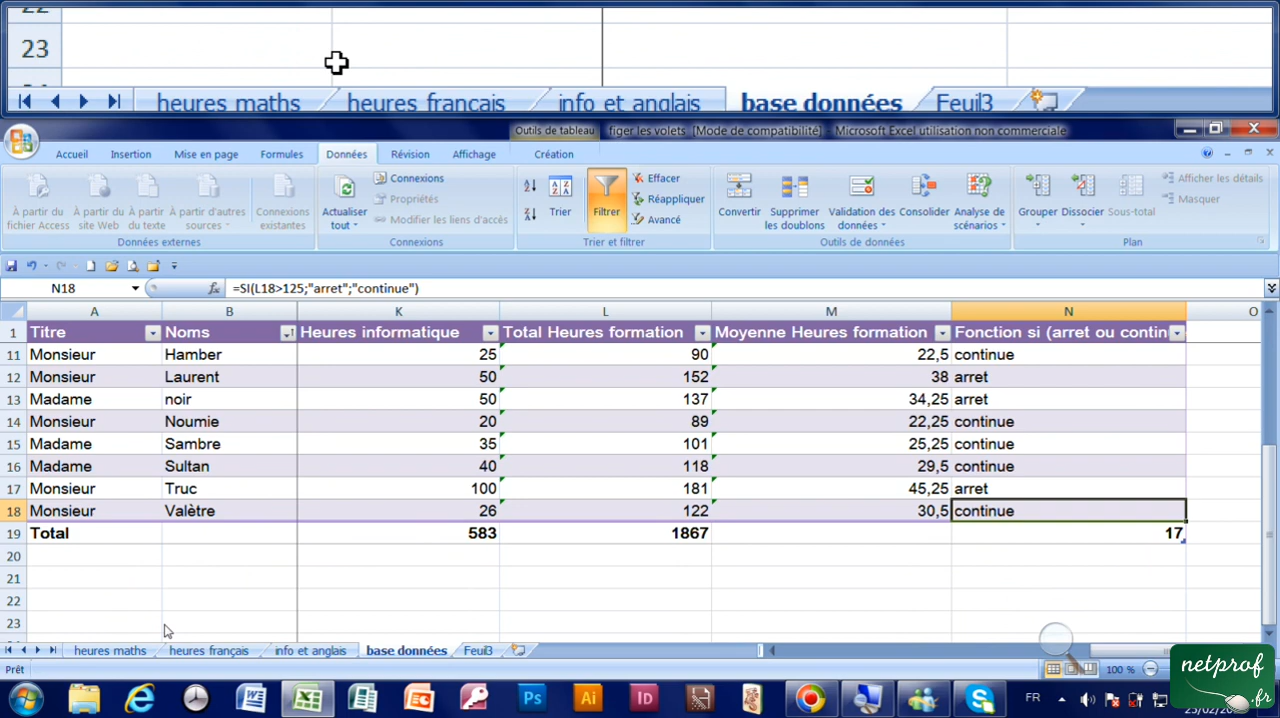 23
heures maths heures francais info et anglais base données Feuil3
Outils de tableau figer les volets [Mode de compatibilité] Microsoft Excel utilisation non commerciale
Accueil Insertion Mise en page Formules Données Révision Affichage Création
À partir du fichier Access
À partir du site Web
À partir du texte
À partir d'autres sources
Connexions existantes
Données externes
Actualiser tout
Connexions
Propriétés
Modifier les liens d'accès
Connexions
Trier
Filtrer
Effacer
Réappliquer
Avancé
Trier et filtrer
Convertir
Supprimer les doublons
Validation des données
Consolider
Analyse de scénarios
Outils de données
Grouper
Dissocier
Sous-total
Afficher les détails
Masquer
Plan
N18 fx =SI(L18>125;"arret";"continue")
A B K L M N O
1 Titre Noms Heures informatique Total Heures formation Moyenne Heures formation Fonction si (arret ou contin
11 Monsieur Hamber 25 90 22,5 continue
12 Monsieur Laurent 50 152 38 arret
13 Madame noir 50 137 34,25 arret
14 Monsieur Noumie 20 89 22,25 continue
15 Madame Sambre 35 101 25,25 continue
16 Madame Sultan 40 118 29,5 continue
17 Monsieur Truc 100 181 45,25 arret
18 Monsieur Valètre 26 122 30,5 continue
19 Total 583 1867 17
20
21
22
23
heures maths heures français info et anglais base données Feuil3
Prêt 100 %
netprof.fr
Ps Ai Id FR